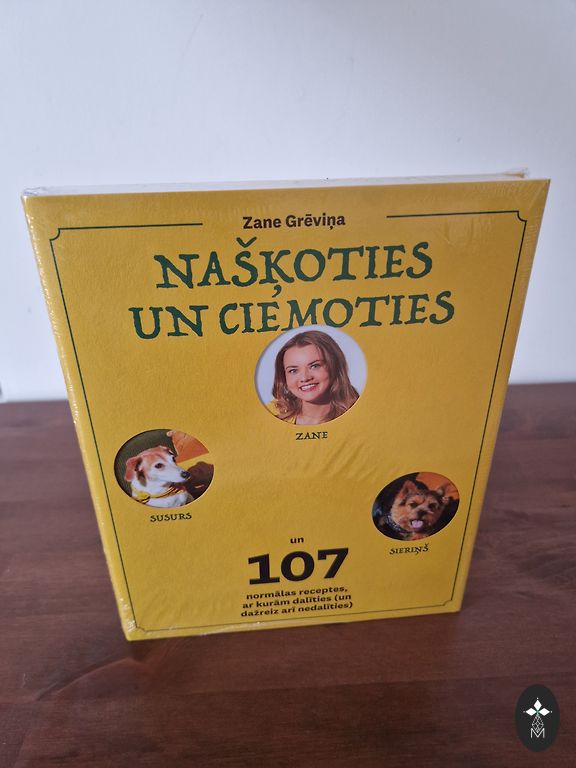 Zane Grēviņa
NAŠĶOTIES
UN CIEMOTIES
ZANE
SUSURS
SIERIŅŠ
un
107
normālas receptes,
ar kurām dalīties (un
dažreiz arī nedalīties)
M